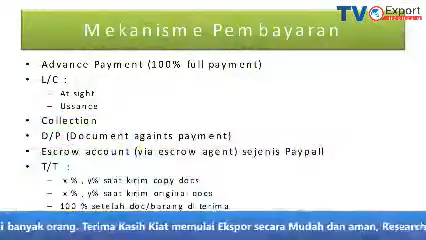 TV Export
Mekanisme Pembayaran
• Advance Payment (100% full payment)
• L/C :
– At sight
– Ussance
• Collection
• D/P (Document againts payment)
• Escrow account (via escrow agent) sejenis Paypall
• T/T :
– x % , y% saat kirim copy docs
– x % , y% saat kirim original docs
– 100 % setelah doc/barang di terima
i banyak orang. Terima Kasih Kiat memulai Ekspor secara Mudah dan aman, Research